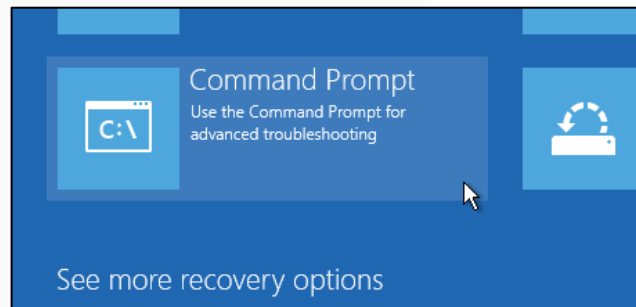 Command Prompt
Use the Command Prompt for
advanced troubleshooting
C:\
See more recovery options